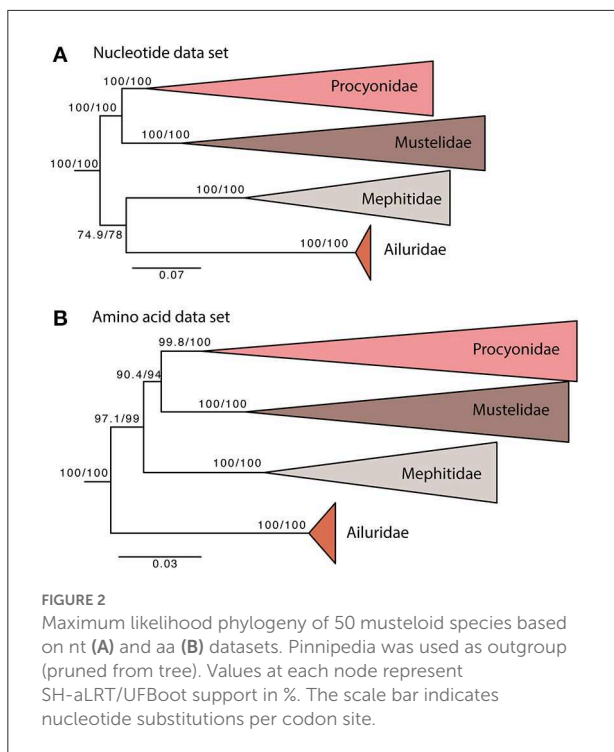 A Nucleotide data set
100/100
Procyonidae
100/100
100/100
Mustelidae
100/100
100/100
Mephitidae
74.9/78
100/100
Ailuridae
0.07
B Amino acid data set
99.8/100
Procyonidae
90.4/94
100/100
Mustelidae
97.1/99
100/100
Mephitidae
100/100
100/100
Ailuridae
0.03
FIGURE 2
Maximum likelihood phylogeny of 50 musteloid species based
on nt (A) and aa (B) datasets. Pinnipedia was used as outgroup
(pruned from tree). Values at each node represent
SH-aLRT/UFBoot support in %. The scale bar indicates
nucleotide substitutions per codon site.